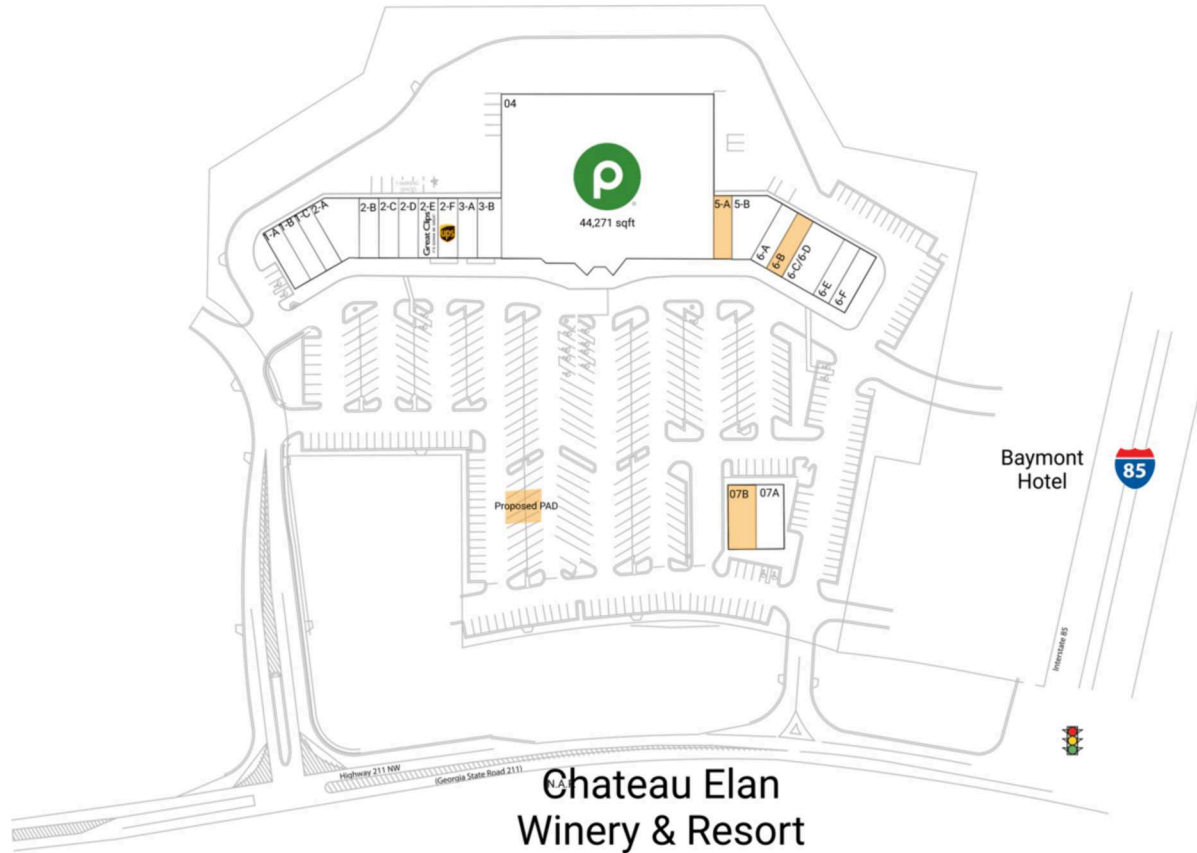 04
44,271 sqft
1-A
1-B
1-C
2-A
2-B
2-C
2-D
2-E
2-F
3-A
3-B
Great Clips
ups
5-A
5-B
6-A
6-B
6-C/6-D
6-E
6-F
Baymont
Hotel
85
Proposed PAD
07B
07A
Interstate 85
Highway 211 NW
(Georgia State Road 211)
Chateau Elan
Winery & Resort